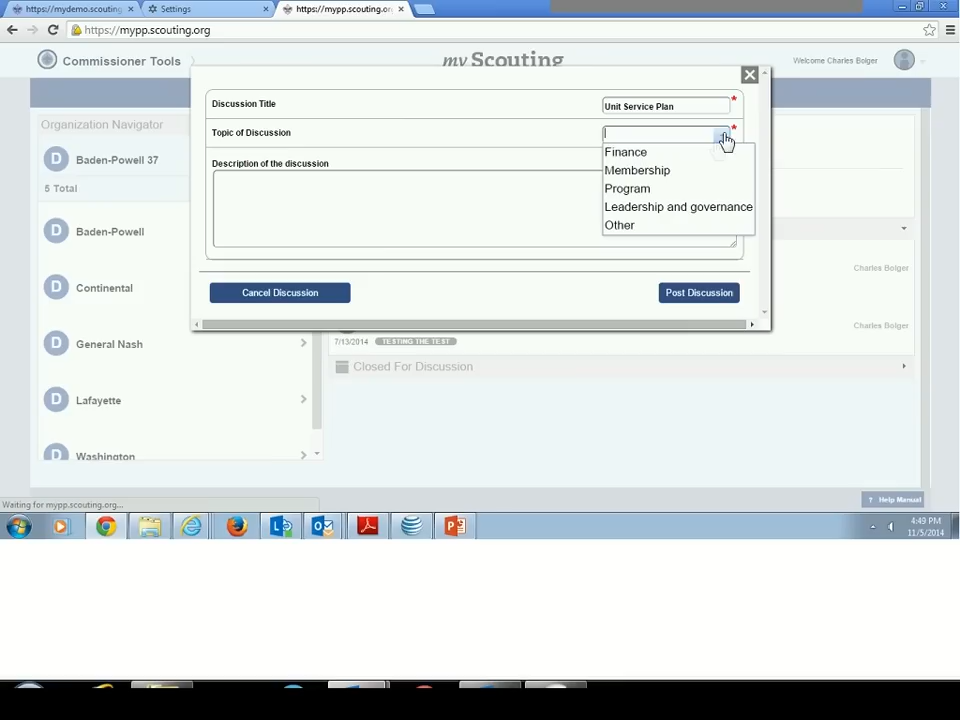 https://mydemo.scouting
Settings
https://mypp.scouting.org
https://mypp.scouting.org
Commissioner Tools
my Scouting
Welcome Charles Bolger
Organization Navigator
Baden-Powell 37
5 Total
D Baden-Powell
D Continental
D General Nash
D Lafayette
D Washington
Discussion Title
Unit Service Plan *
Topic of Discussion
*
Finance
Membership
Program
Leadership and governance
Other
Description of the discussion
Cancel Discussion
Post Discussion
Charles Bolger
Charles Bolger
7/13/2014 TESTING THE TEST
Closed For Discussion
? Help Manual
Waiting for mypp.scouting.org...
4:49 PM
11/5/2014